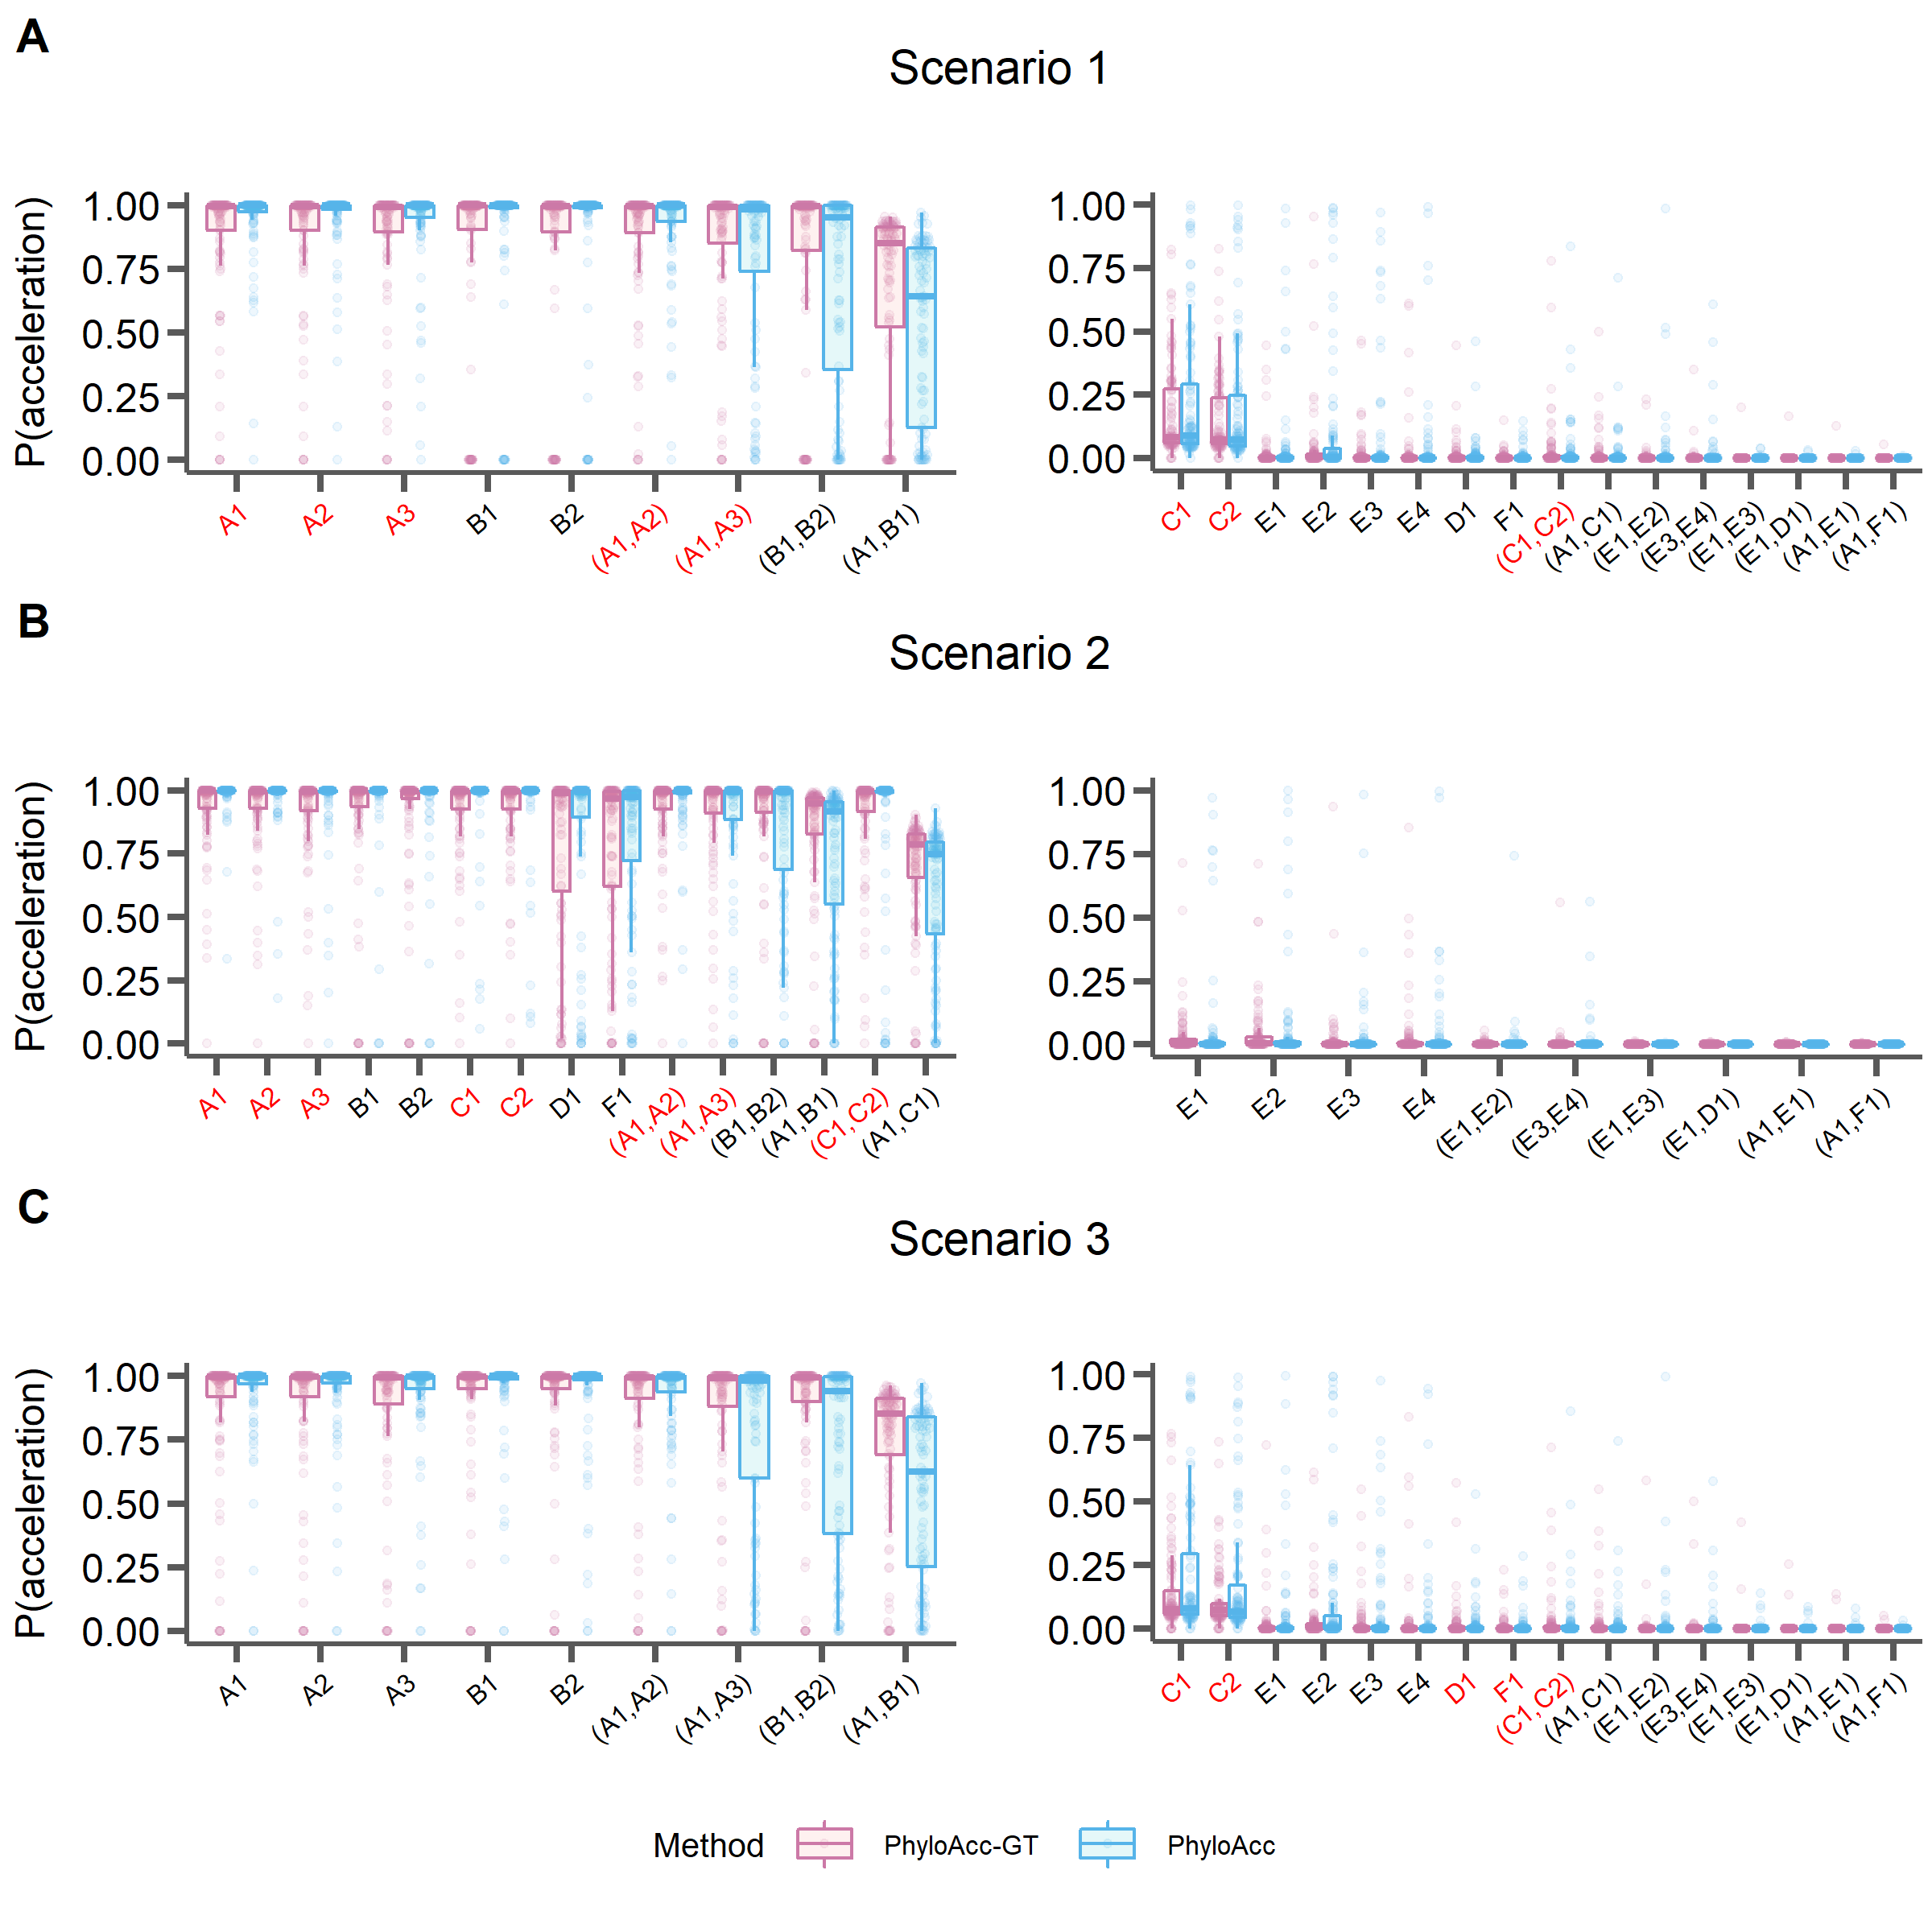 A
Scenario 1
P(acceleration)
1.00
0.75
0.50
0.25
0.00
A1 A2 A3 B1 B2 (A1,A2) (A1,A3) (B1,B2) (A1,B1)
1.00
0.75
0.50
0.25
0.00
C1 C2 E1 E2 E3 E4 D1 F1 (C1,C2) (A1,C1) (E1,E2) (E3,E4) (E1,E3) (E1,D1) (A1,E1) (A1,F1)
B
Scenario 2
P(acceleration)
1.00
0.75
0.50
0.25
0.00
A1 A2 A3 B1 B2 C1 C2 D1 F1 (A1,A2) (A1,A3) (B1,B2) (A1,B1) (C1,C2) (A1,C1)
1.00
0.75
0.50
0.25
0.00
E1 E2 E3 E4 (E1,E2) (E3,E4) (E1,E3) (E1,D1) (A1,E1) (A1,F1)
C
Scenario 3
P(acceleration)
1.00
0.75
0.50
0.25
0.00
A1 A2 A3 B1 B2 (A1,A2) (A1,A3) (B1,B2) (A1,B1)
1.00
0.75
0.50
0.25
0.00
C1 C2 E1 E2 E3 E4 D1 F1 (C1,C2) (A1,C1) (E1,E2) (E3,E4) (E1,E3) (E1,D1) (A1,E1) (A1,F1)
Method PhyloAcc-GT PhyloAcc